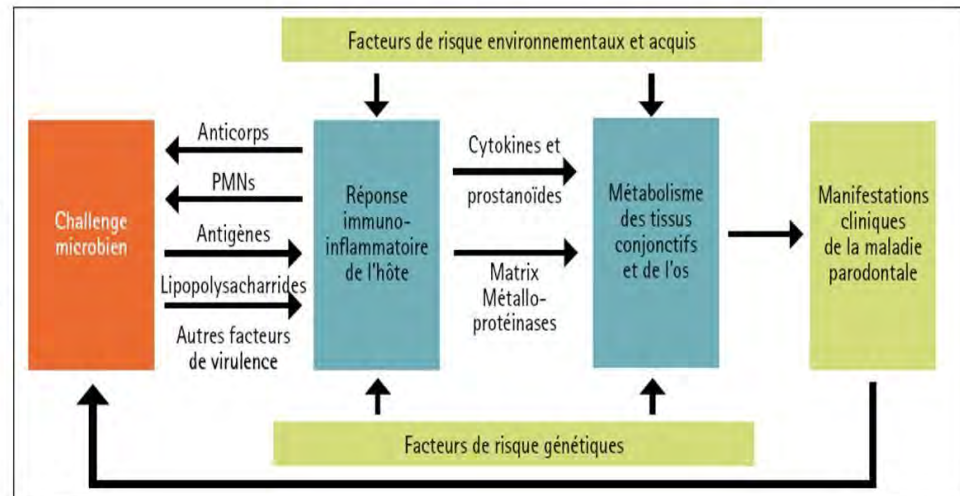 Facteurs de risque environnementaux et acquis
Challenge
microbien
Anticorps
PMNs
Antigènes
Lipopolysacharrides
Autres facteurs
de virulence
Réponse
immuno-
inflammatoire
de l'hôte
Cytokines et
prostanoïdes
Matrix
Métallo-
protéinases
Métabolisme
des tissus
conjonctifs
et de l'os
Manifestations
cliniques
de la maladie
parodontale
Facteurs de risque génétiques